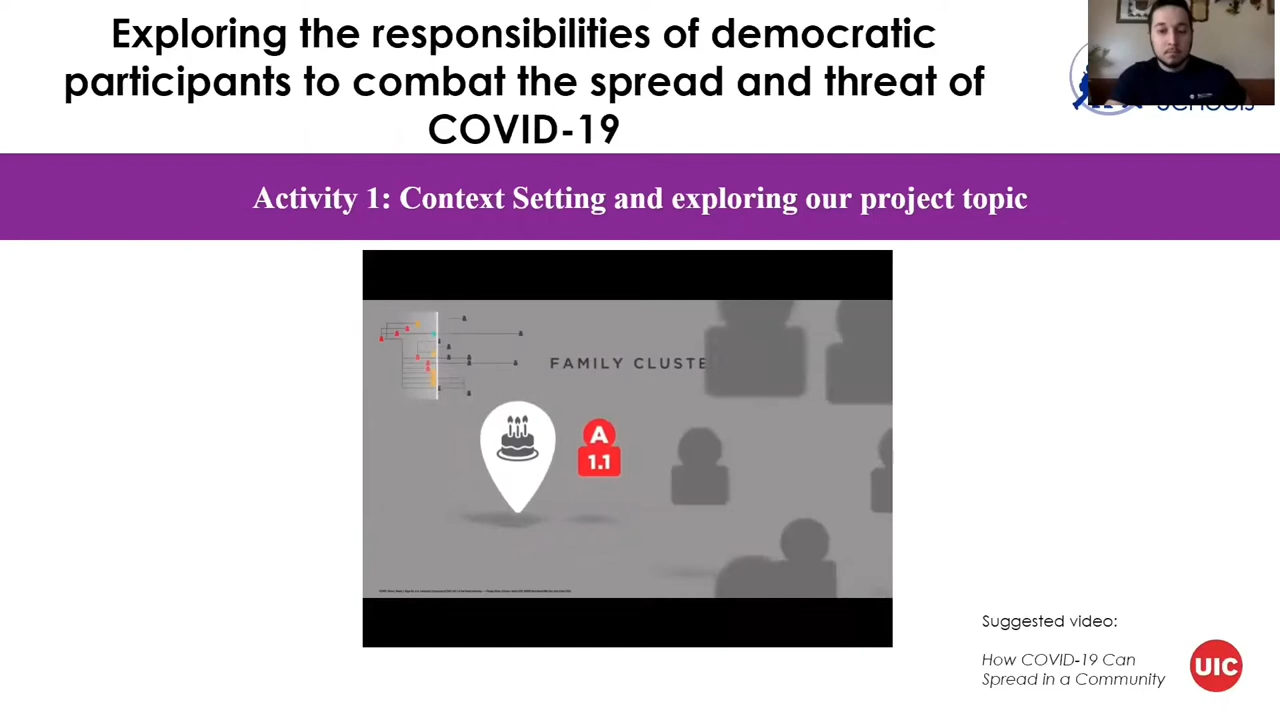 Exploring the responsibilities of democratic
participants to combat the spread and threat of
COVID-19
Activity 1: Context Setting and exploring our project topic
FAMILY CLUSTE
A
1.1
Suggested video:
How COVID-19 Can
Spread in a Community
UIC